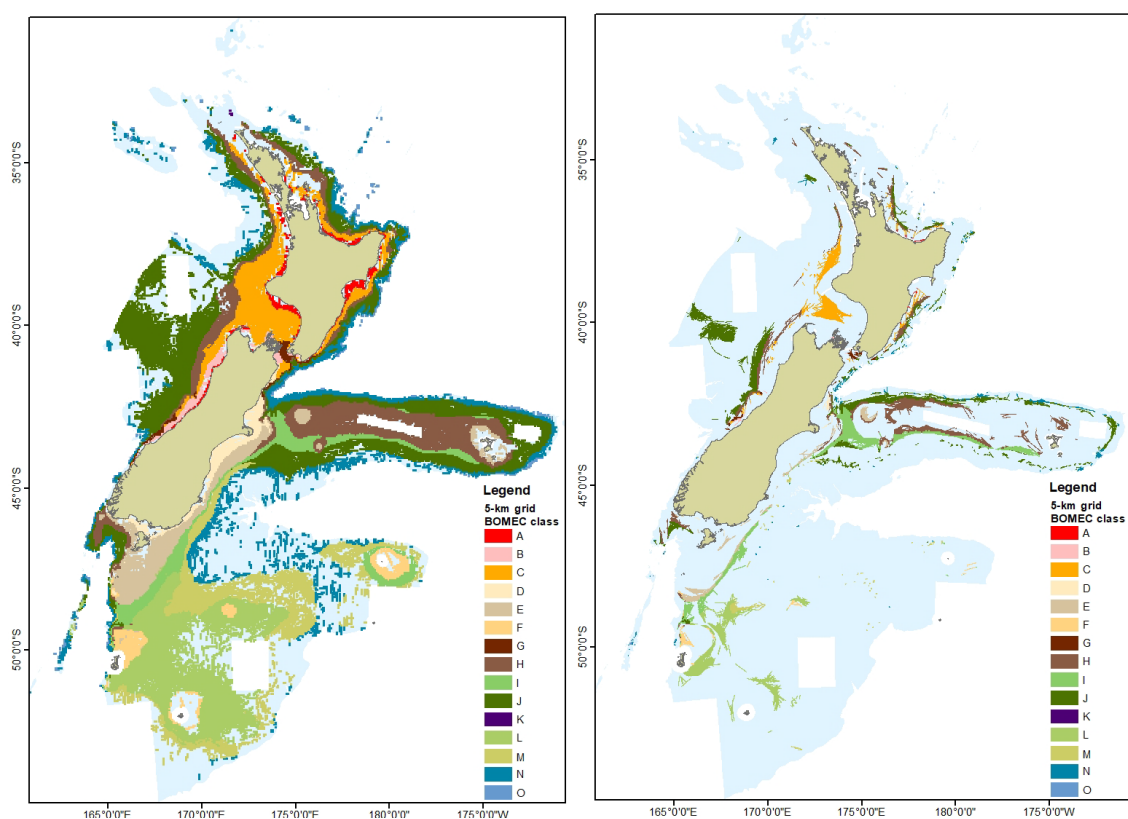 35°0'0"S
40°0'0"S
45°0'0"S
50°0'0"S
165°0'0"E
170°0'0"E
175°0'0"E
180°0'0"
175°0'0"W
Legend
5-km grid
BOMEC class
A
B
C
D
E
F
G
H
I
J
K
L
M
N
O
35°0'0"S
40°0'0"S
45°0'0"S
50°0'0"S
165°0'0"E
170°0'0"E
175°0'0"E
180°0'0"
175°0'0"W
Legend
5-km grid
BOMEC class
A
B
C
D
E
F
G
H
I
J
K
L
M
N
O